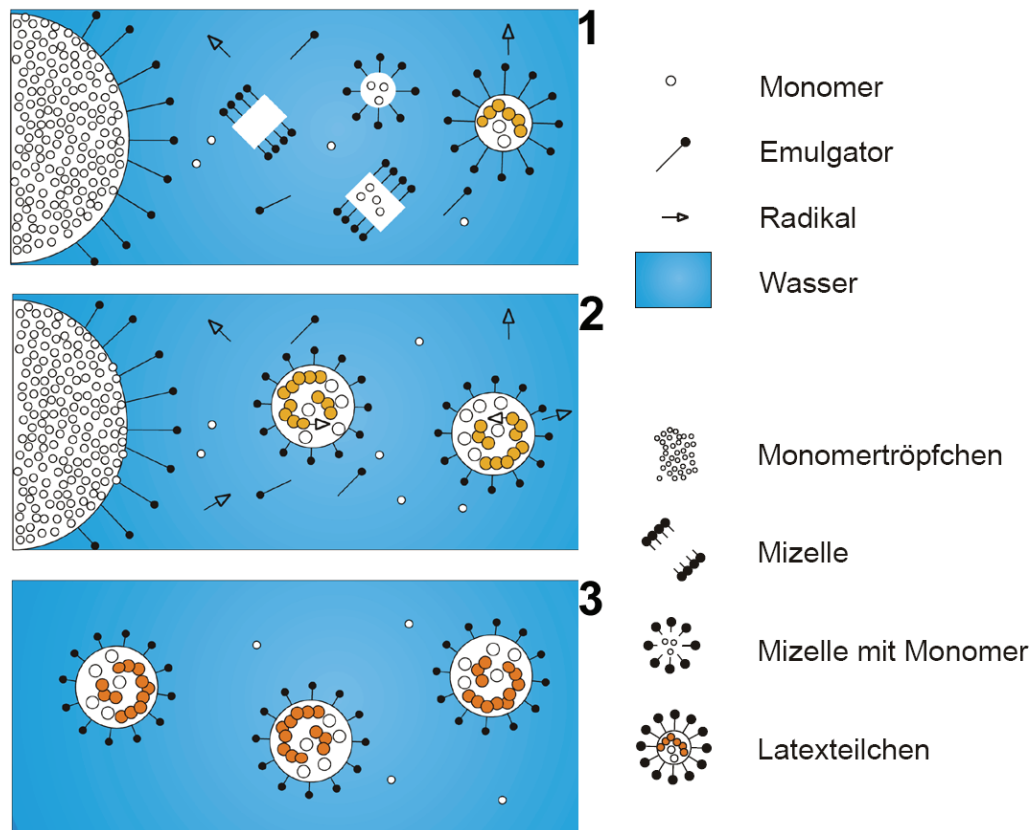 1
Monomer
Emulgator
Radikal
Wasser
2
Monomertröpfchen
Mizelle
3
Mizelle mit Monomer
Latexteilchen